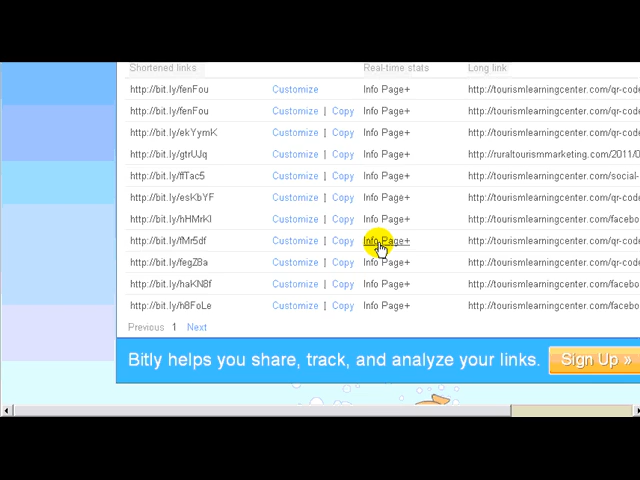 Shortened links Real-time stats Long link
http://bit.ly/fenFou Customize Info Page+ http://tourismlearningcenter.com/qr-code
http://bit.ly/fenFou Customize | Copy Info Page+ http://tourismlearningcenter.com/qr-code
http://bit.ly/ekYymK Customize | Copy Info Page+ http://tourismlearningcenter.com/qr-code
http://bit.ly/gtrUJq Customize | Copy Info Page+ http://ruraltourismmarketing.com/2011/0
http://bit.ly/ffTac5 Customize | Copy Info Page+ http://tourismlearningcenter.com/social-
http://bit.ly/esKbYF Customize | Copy Info Page+ http://tourismlearningcenter.com/qr-code
http://bit.ly/hHMrKl Customize | Copy Info Page+ http://tourismlearningcenter.com/facebo
http://bit.ly/fMr5df Customize | Copy Info Page+ http://tourismlearningcenter.com/qr-code
http://bit.ly/fegZBa Customize | Copy Info Page+ http://tourismlearningcenter.com/qr-code
http://bit.ly/haKN8f Customize | Copy Info Page+ http://tourismlearningcenter.com/facebo
http://bit.ly/h8FoLe Customize | Copy Info Page+ http://tourismlearningcenter.com/facebo
Previous 1 Next
Bitly helps you share, track, and analyze your links. Sign Up »